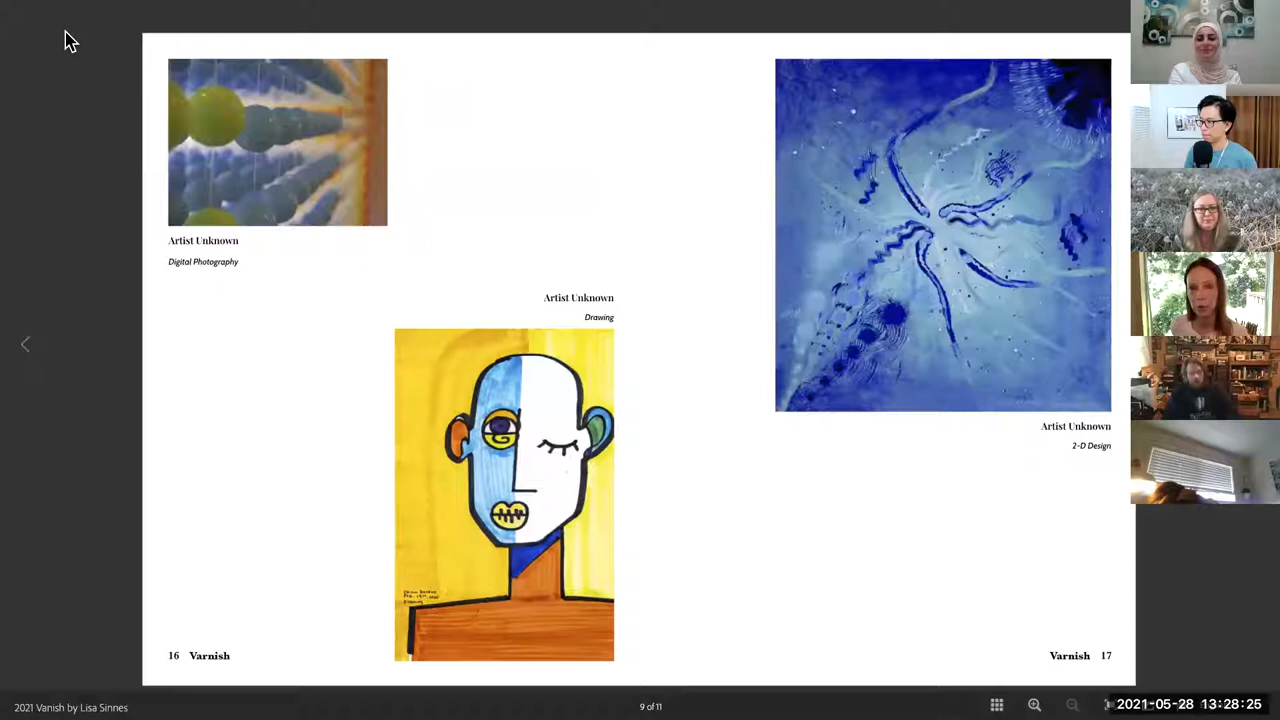 Artist Unknown
Digital Photography
Artist Unknown
Drawing
Artist Unknown
2-D Design
16 Varnish
Varnish 17
2021 Vanish by Lisa Sinnes
9 of 11
2021-05-28 13:28:25